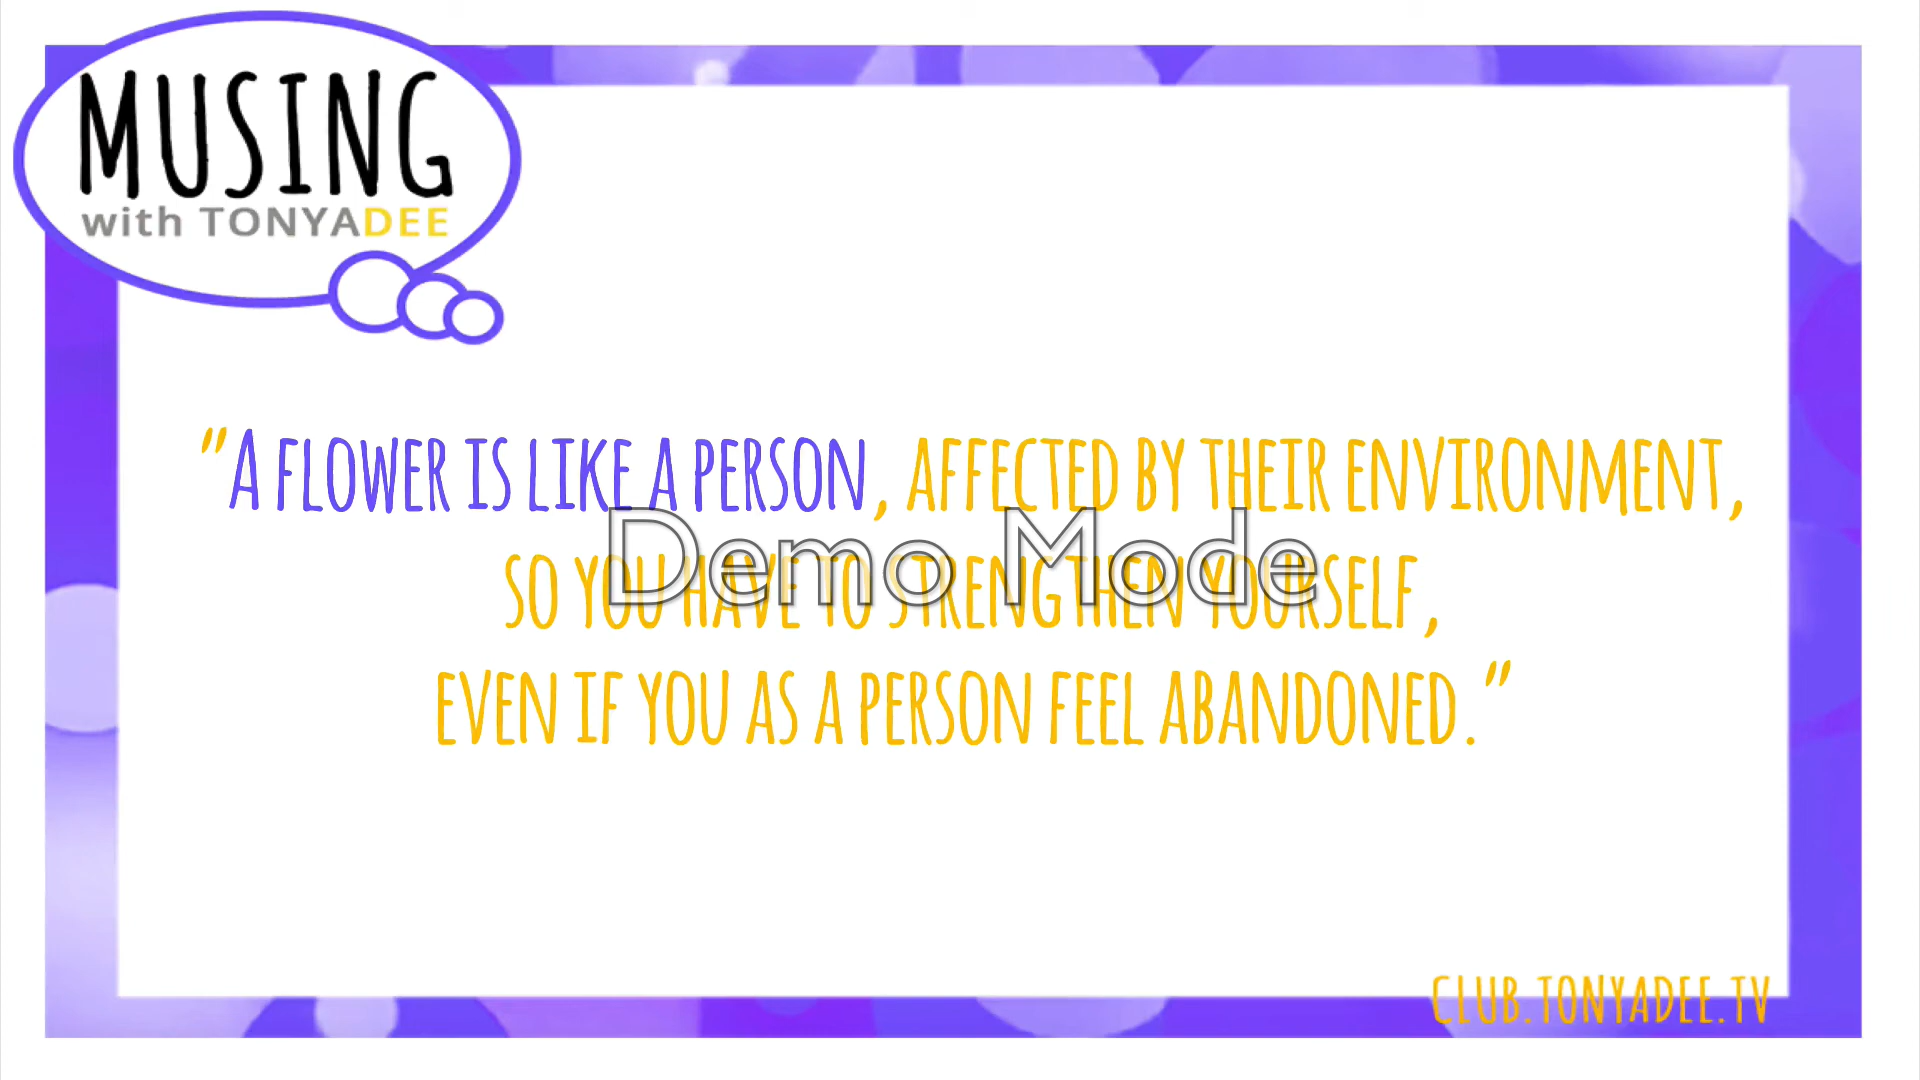 MUSING
with TONYADEE
"A FLOWER IS LIKE A PERSON, AFFECTED BY THEIR ENVIRONMENT,
SO YOU HAVE TO STRENGTHEN YOURSELF,
Demo Mode
EVEN IF YOU AS A PERSON FEEL ABANDONED."
CLUB.TONYADEE.TV